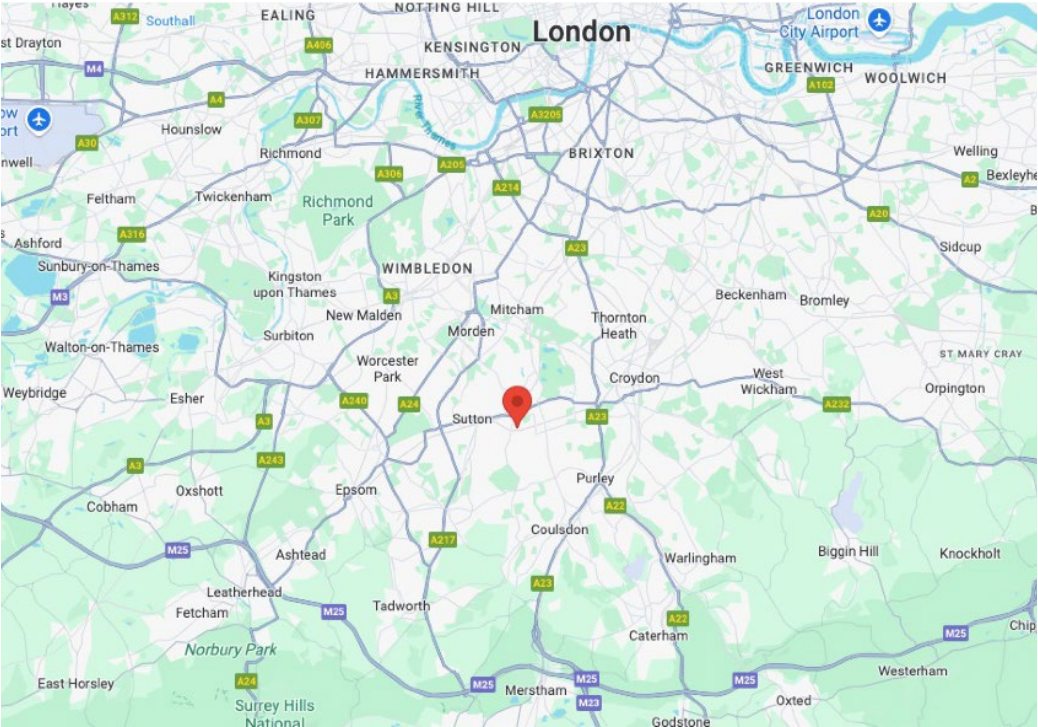 Hayes
A312
Southall
EALING
NOTTING HILL
London
London
City Airport
st Drayton
A406
KENSINGTON
GREENWICH
WOOLWICH
M4
HAMMERSMITH
A102
A4
River Thames
A3205
ow
ort
A307
Hounslow
A30
Richmond
A205
BRIXTON
Welling
nwell
A306
A2
Bexleyhe
Feltham
Twickenham
Richmond
Park
A214
A20
B
s
Ashford
A316
A23
Sidcup
Sunbury-on-Thames
Kingston
upon Thames
WIMBLEDON
M3
A3
Beckenham
Bromley
New Malden
Mitcham
Thornton
Heath
Surbiton
Morden
Walton-on-Thames
Worcester
Park
ST MARY CRAY
Weybridge
Esher
Croydon
West
Wickham
Orpington
A240
A24
A232
A3
Sutton
A23
A243
A3
Oxshott
Epsom
Purley
Cobham
A22
Coulsdon
A217
M25
Ashtead
Warlingham
Biggin Hill
Knockholt
A23
Leatherhead
Fetcham
M25
Tadworth
A22
Chip
Caterham
M25
Norbury Park
Westerham
East Horsley
A24
M25
Merstham
M25
M25
Oxted
M23
Surrey Hills
National
Godstone